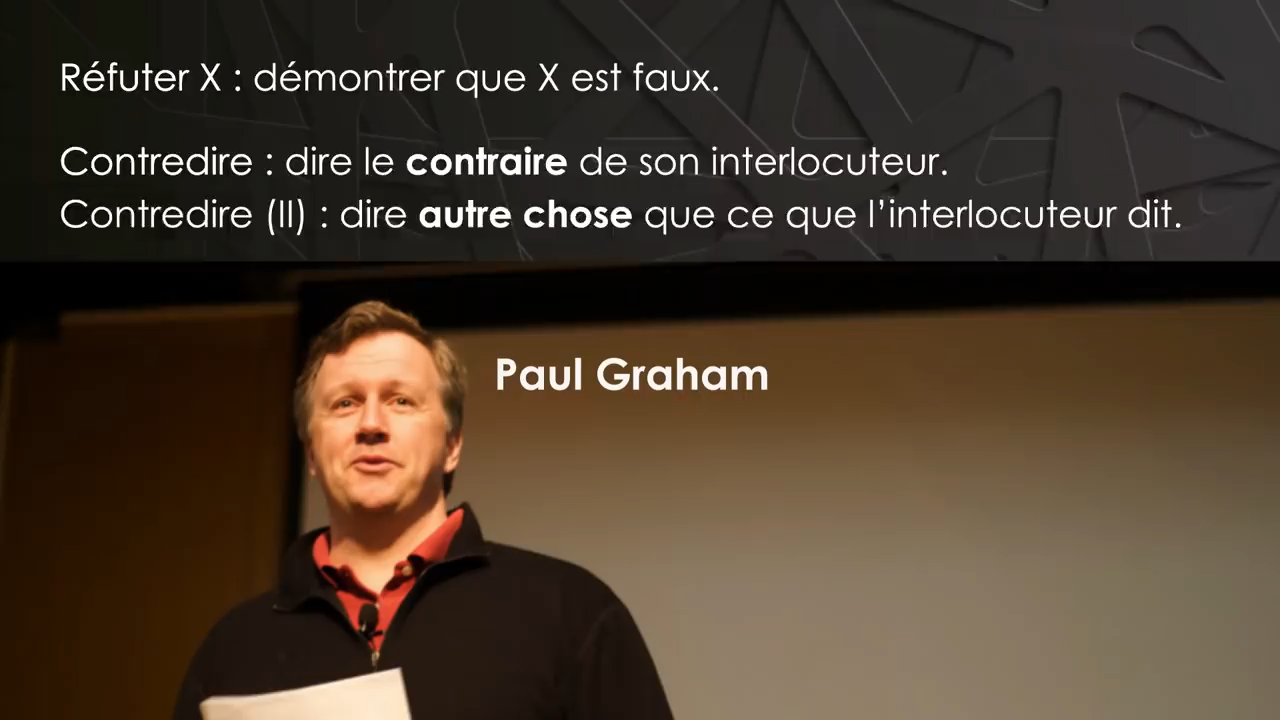 Réfuter X : démontrer que X est faux.
Contredire : dire le contraire de son interlocuteur.
Contredire (II) : dire autre chose que ce que l’interlocuteur dit.
Paul Graham